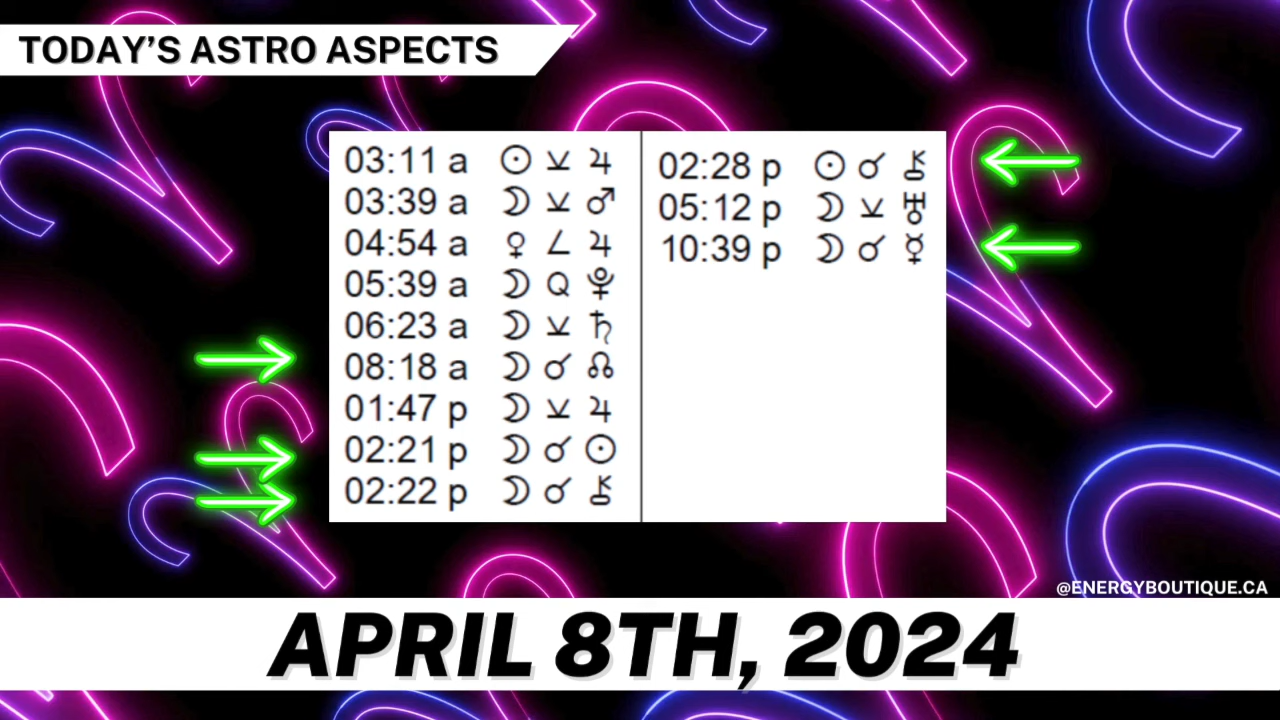 TODAY'S ASTRO ASPECTS
03:11 a ☉ ⚺ ♃
03:39 a ☽ ⚺ ♂
04:54 a ♀ ∠ ♃
05:39 a ☽ Q ♇
06:23 a ☽ ⚺ ♄
08:18 a ☽ ☌ ☊
01:47 p ☽ ⚺ ♃
02:21 p ☽ ☌ ☉
02:22 p ☽ ☌ ⚷
02:28 p ☉ ☌ ⚷
05:12 p ☽ ⚺ ♅
10:39 p ☽ ☌ ☿
@ENERGYBOUTIQUE.CA
APRIL 8TH, 2024